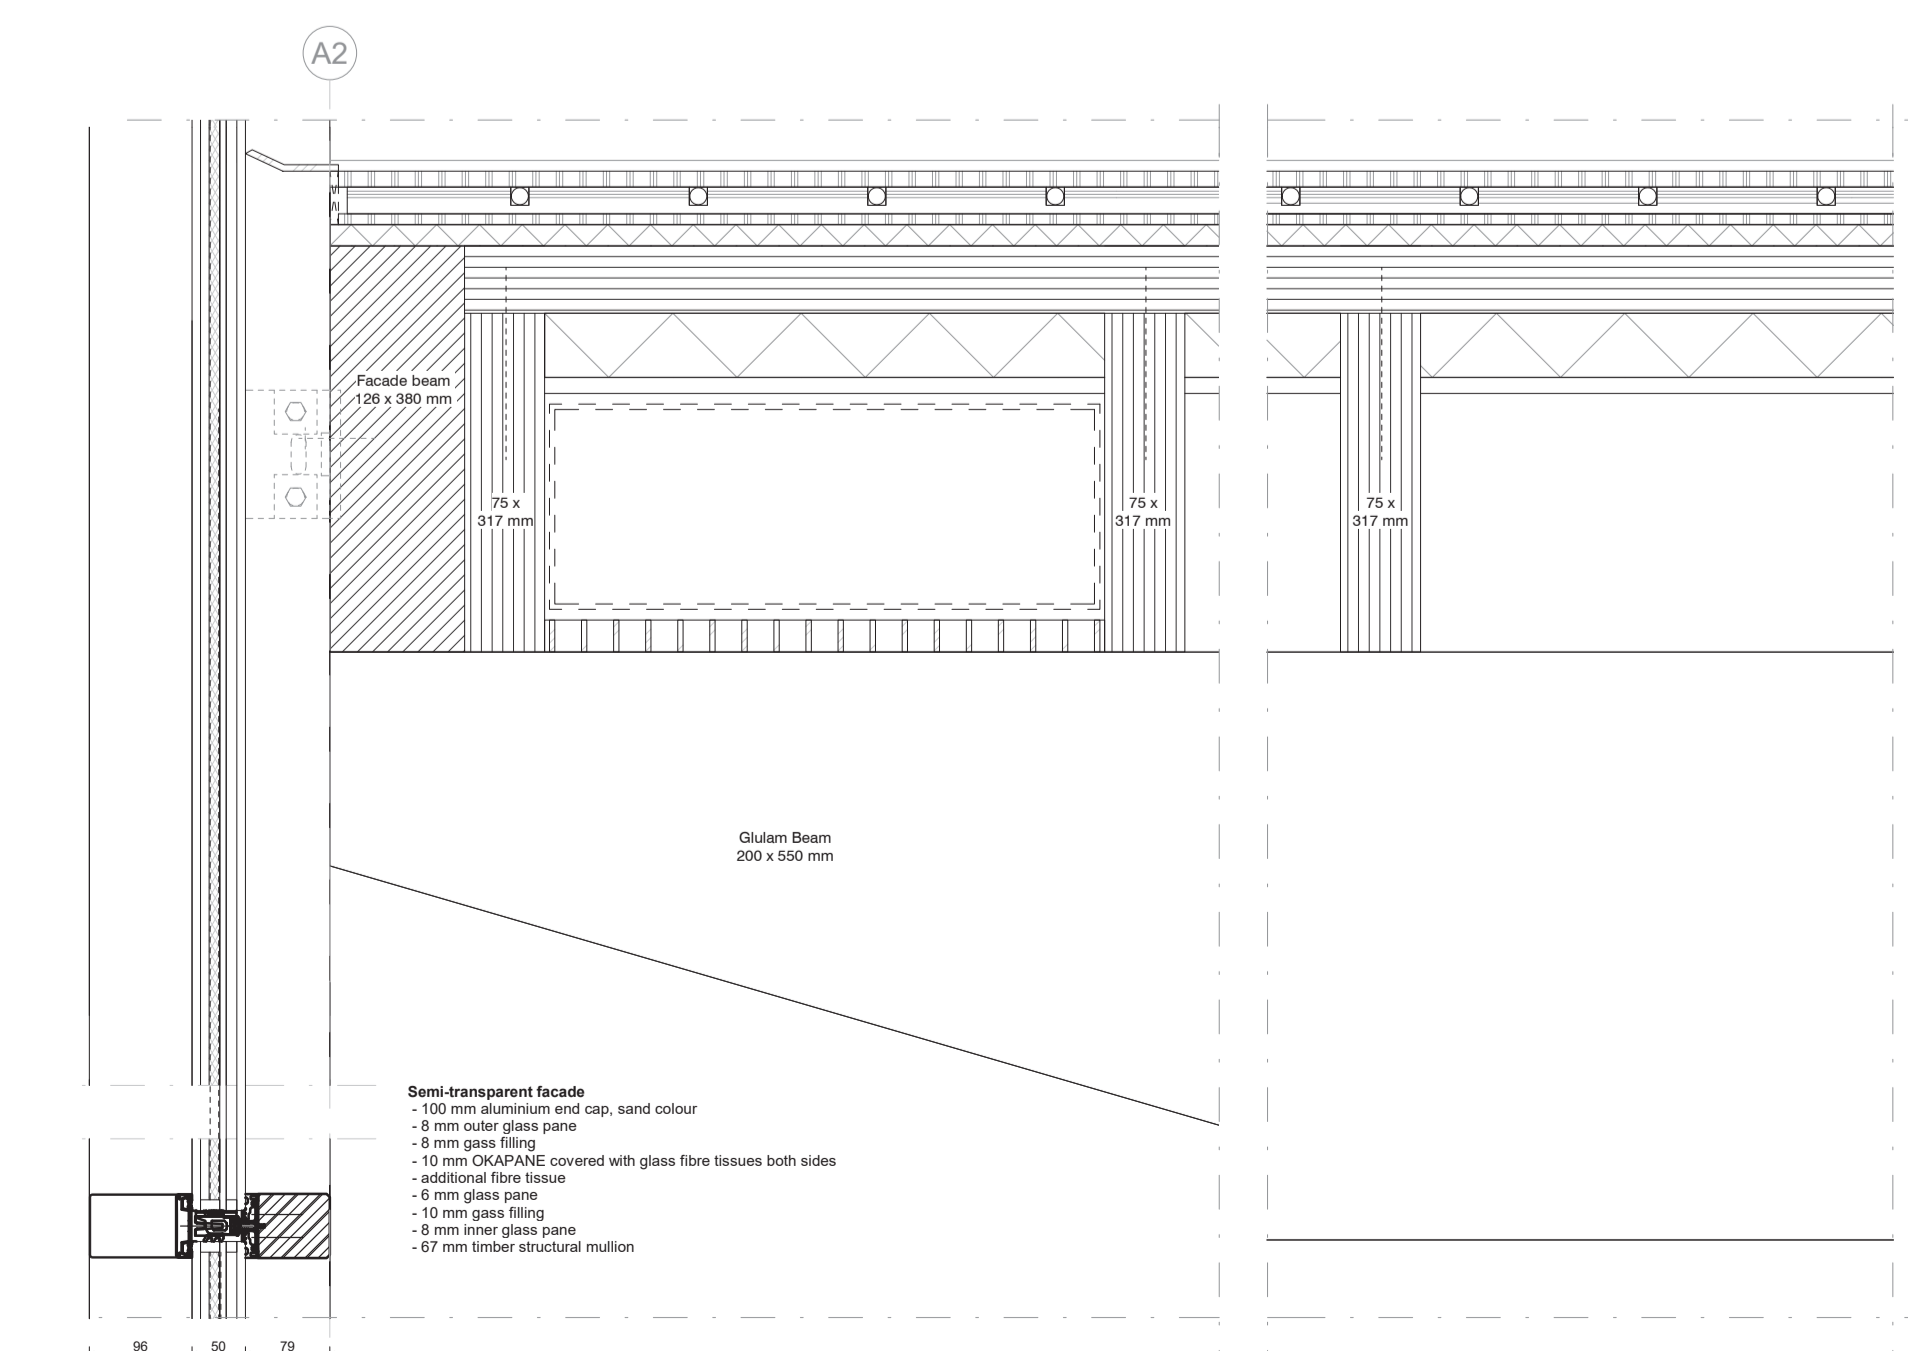 A2
Facade beam
126 x 380 mm
75 x
317 mm
75 x
317 mm
75 x
317 mm
Glulam Beam
200 x 550 mm
Semi-transparent facade
- 100 mm aluminium end cap, sand colour
- 8 mm outer glass pane
- 8 mm gass filling
- 10 mm OKAPANE covered with glass fibre tissues both sides
- additional fibre tissue
- 6 mm glass pane
- 10 mm gass filling
- 8 mm inner glass pane
- 67 mm timber structural mullion
96
50
79